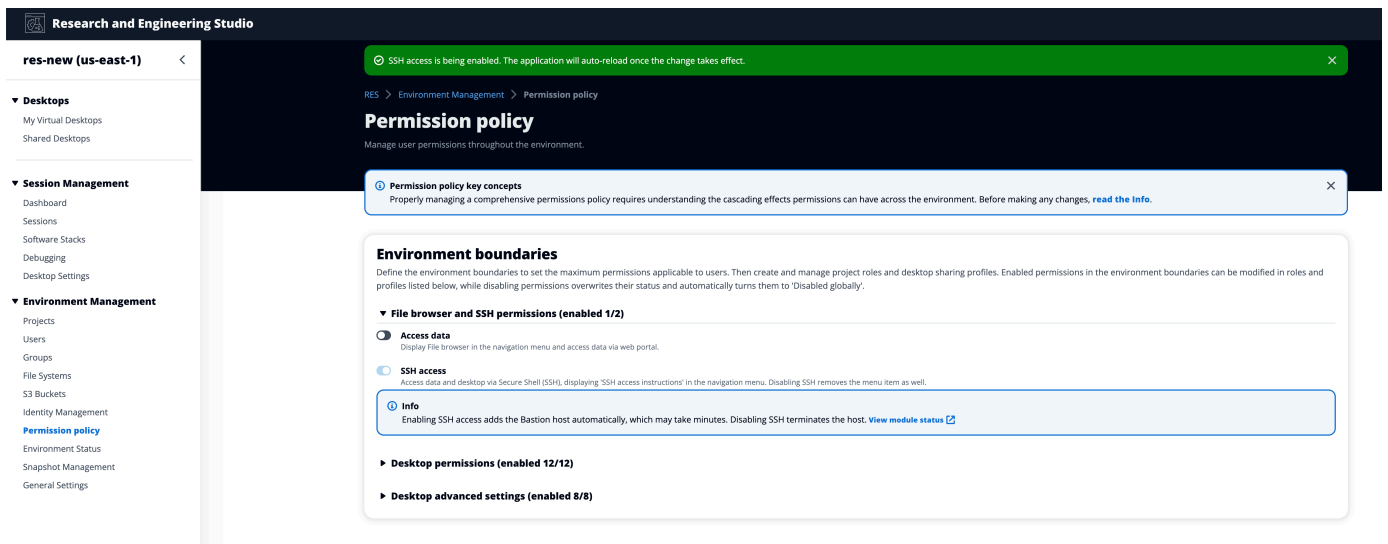 Research and Engineering Studio
res-new (us-east-1)
Desktops
My Virtual Desktops
Shared Desktops
Session Management
Dashboard
Sessions
Software Stacks
Debugging
Desktop Settings
Environment Management
Projects
Users
Groups
File Systems
S3 Buckets
Identity Management
Permission policy
Environment Status
Snapshot Management
General Settings
SSH access is being enabled. The application will auto-reload once the change takes effect.
RES > Environment Management > Permission policy
Permission policy
Manage user permissions throughout the environment.
Permission policy key concepts
Properly managing a comprehensive permissions policy requires understanding the cascading effects permissions can have across the environment. Before making any changes, read the Info.
Environment boundaries
Define the environment boundaries to set the maximum permissions applicable to users. Then create and manage project roles and desktop sharing profiles. Enabled permissions in the environment boundaries can be modified in roles and
profiles listed below, while disabling permissions overwrites their status and automatically turns them to 'Disabled globally'.
File browser and SSH permissions (enabled 1/2)
Access data
Display File browser in the navigation menu and access data via web portal.
SSH access
Access data and desktop via Secure Shell (SSH), displaying 'SSH access instructions' in the navigation menu. Disabling SSH removes the menu item as well.
Info
Enabling SSH access adds the Bastion host automatically, which may take minutes. Disabling SSH terminates the host. View module status
Desktop permissions (enabled 12/12)
Desktop advanced settings (enabled 8/8)